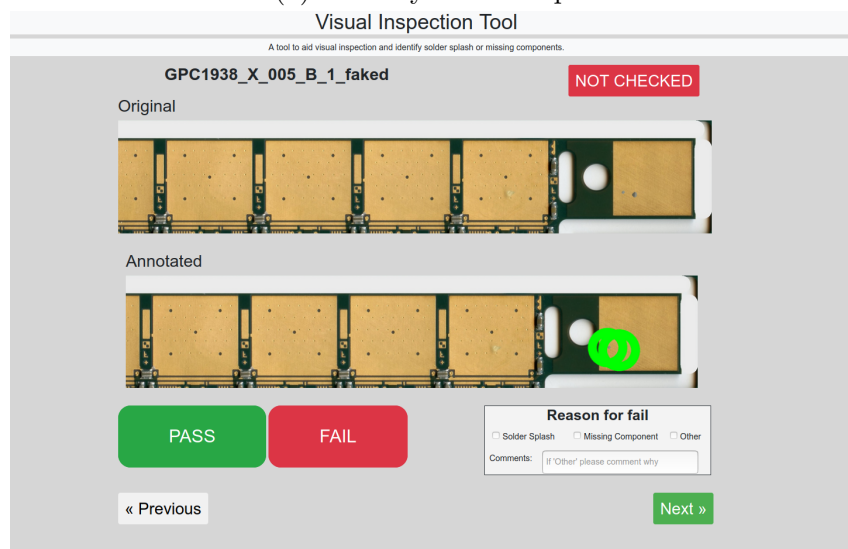 Visual Inspection Tool
A tool to aid visual inspection and identify solder splash or missing components.
GPC1938_X_005_B_1_faked
NOT CHECKED
Original
Annotated
PASS
FAIL
Reason for fail
Solder Splash Missing Component Other
Comments: If 'Other' please comment why
« Previous
Next »